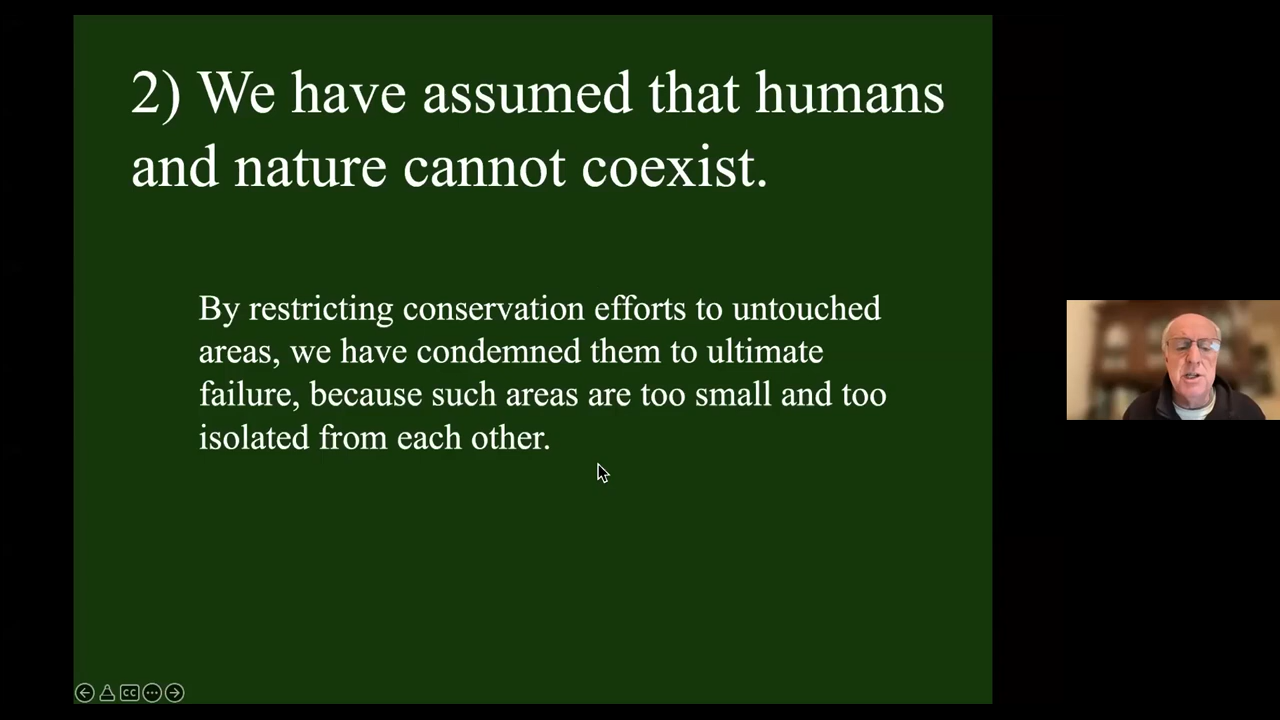 2) We have assumed that humans
and nature cannot coexist.
By restricting conservation efforts to untouched
areas, we have condemned them to ultimate
failure, because such areas are too small and too
isolated from each other.
CC